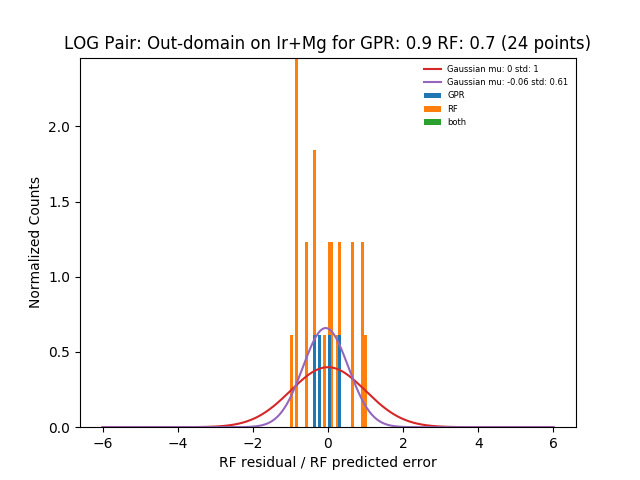 LOG Pair: Out-domain on Ir+Mg for GPR: 0.9 RF: 0.7 (24 points)
Gaussian mu: 0 std: 1
Gaussian mu: -0.06 std: 0.61
GPR
RF
both
Normalized Counts
2.0
1.5
1.0
0.5
0.0
−6 −4 −2 0 2 4 6
RF residual / RF predicted error